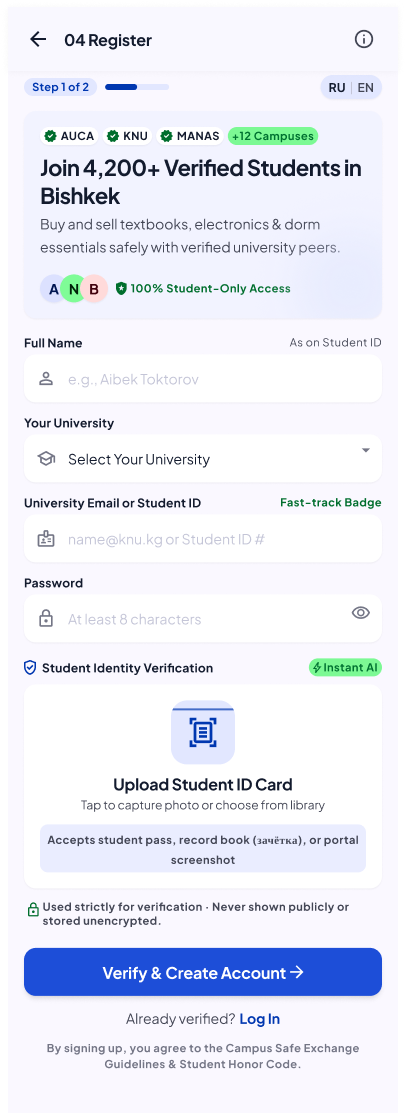 04 Register
Step 1 of 2
RU | EN
AUCA KNU MANAS +12 Campuses
Join 4,200+ Verified Students in
Bishkek
Buy and sell textbooks, electronics & dorm
essentials safely with verified university peers.
A N B 100% Student-Only Access
Full Name As on Student ID
e.g., Aibek Toktorov
Your University
Select Your University
University Email or Student ID Fast-track Badge
name@knu.kg or Student ID #
Password
At least 8 characters
Student Identity Verification Instant AI
Upload Student ID Card
Tap to capture photo or choose from library
Accepts student pass, record book (зачётка), or portal
screenshot
Used strictly for verification · Never shown publicly or
stored unencrypted.
Verify & Create Account →
Already verified? Log In
By signing up, you agree to the Campus Safe Exchange
Guidelines & Student Honor Code.